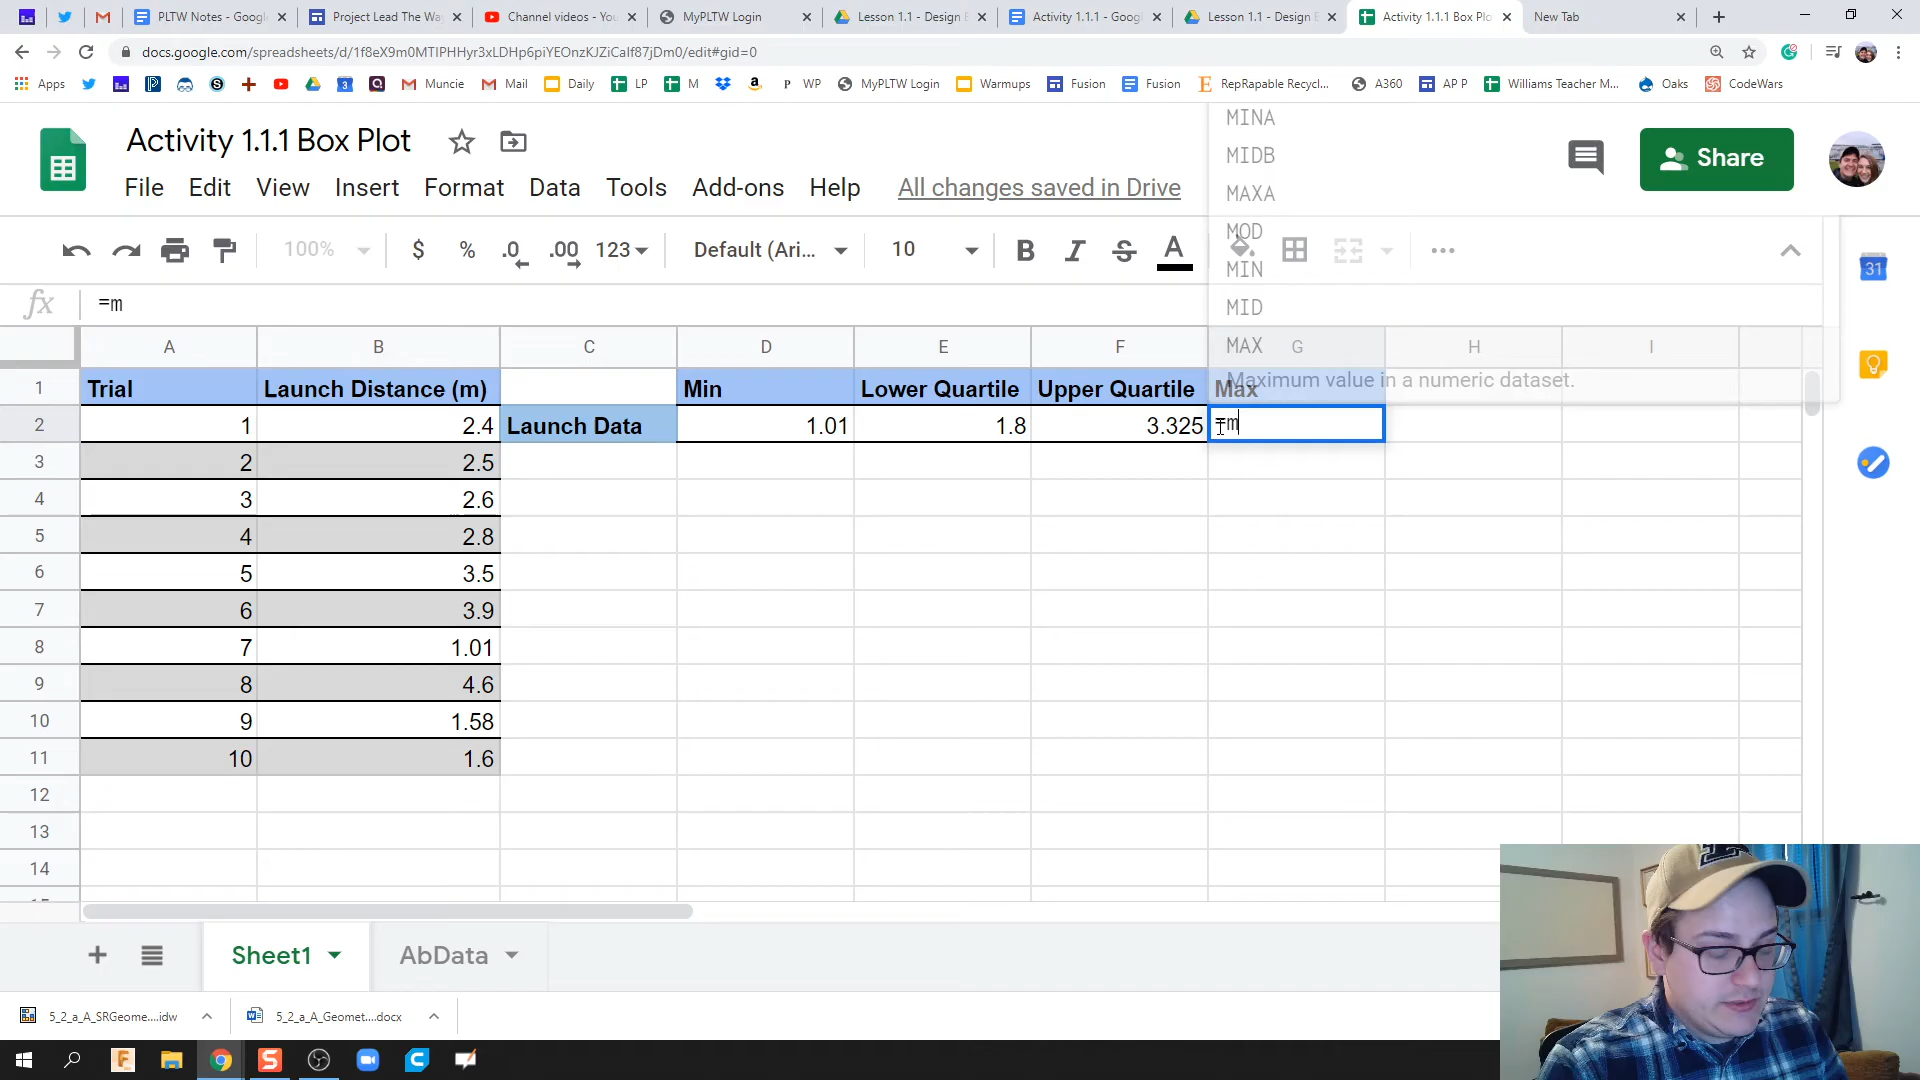 PLTW Notes - Google
Project Lead The Wa
Channel videos - You
MyPLTW Login
Lesson 1.1 - Design E
Activity 1.1.1 - Goog
Lesson 1.1 - Design E
Activity 1.1.1 Box Plo
New Tab
docs.google.com/spreadsheets/d/1f8eX9m0MTIPHHyr3xLDHp6piYEOnzKJZiCaIf87jDm0/edit#gid=0
Apps
Muncie
Mail
Daily
LP
M
WP
MyPLTW Login
Warmups
Fusion
Fusion
RepRapable Recycl...
A360
AP P
Williams Teacher M...
Oaks
CodeWars
Activity 1.1.1 Box Plot
File Edit View Insert Format Data Tools Add-ons Help All changes saved in Drive
Share
100% $ % .0 .00 123 Default (Ari... 10 B I S A
31
MINA
MIDB
MAXA
MOD
MIN
MID
MAX
Maximum value in a numeric dataset.
fx =m
A B C D E F G H I
1 Trial Launch Distance (m) Min Lower Quartile Upper Quartile Max
2 1 2.4 Launch Data 1.01 1.8 3.325 =m
3 2 2.5
4 3 2.6
5 4 2.8
6 5 3.5
7 6 3.9
8 7 1.01
9 8 4.6
10 9 1.58
11 10 1.6
12
13
14
Sheet1 AbData
5_2_a_A_SRGeome....idw
5_2_a_A_Geomet....docx